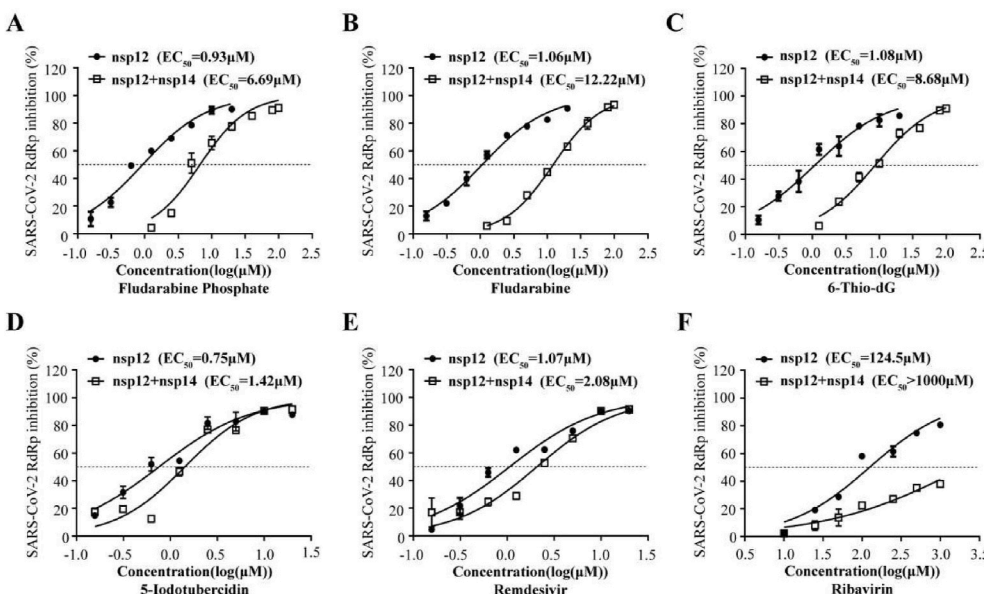 A
nsp12 (EC50=0.93μM)
nsp12+nsp14 (EC50=6.69μM)
SARS-CoV-2 RdRp inhibition (%)
120
100
80
60
40
20
0
-1.0 -0.5 0.0 0.5 1.0 1.5 2.0 2.5
Concentration(log(μM))
Fludarabine Phosphate
B
nsp12 (EC50=1.06μM)
nsp12+nsp14 (EC50=12.22μM)
SARS-CoV-2 RdRp inhibition (%)
120
100
80
60
40
20
0
-1.0 -0.5 0.0 0.5 1.0 1.5 2.0 2.5
Concentration(log(μM))
Fludarabine
C
nsp12 (EC50=1.08μM)
nsp12+nsp14 (EC50=8.68μM)
SARS-CoV-2 RdRp inhibition (%)
120
100
80
60
40
20
0
-1.0 -0.5 0.0 0.5 1.0 1.5 2.0 2.5
Concentration(log(μM))
6-Thio-dG
D
nsp12 (EC50=0.75μM)
nsp12+nsp14 (EC50=1.42μM)
SARS-CoV-2 RdRp inhibition (%)
120
100
80
60
40
20
0
-1.0 -0.5 0.0 0.5 1.0 1.5
Concentration(log(μM))
5-Iodotubercidin
E
nsp12 (EC50=1.07μM)
nsp12+nsp14 (EC50=2.08μM)
SARS-CoV-2 RdRp inhibition (%)
120
100
80
60
40
20
0
-1.0 -0.5 0.0 0.5 1.0 1.5
Concentration(log(μM))
Remdesivir
F
nsp12 (EC50=124.5μM)
nsp12+nsp14 (EC50>1000μM)
SARS-CoV-2 RdRp inhibition (%)
120
100
80
60
40
20
0
0.5 1.0 1.5 2.0 2.5 3.0 3.5
Concentration(log(μM))
Ribavirin